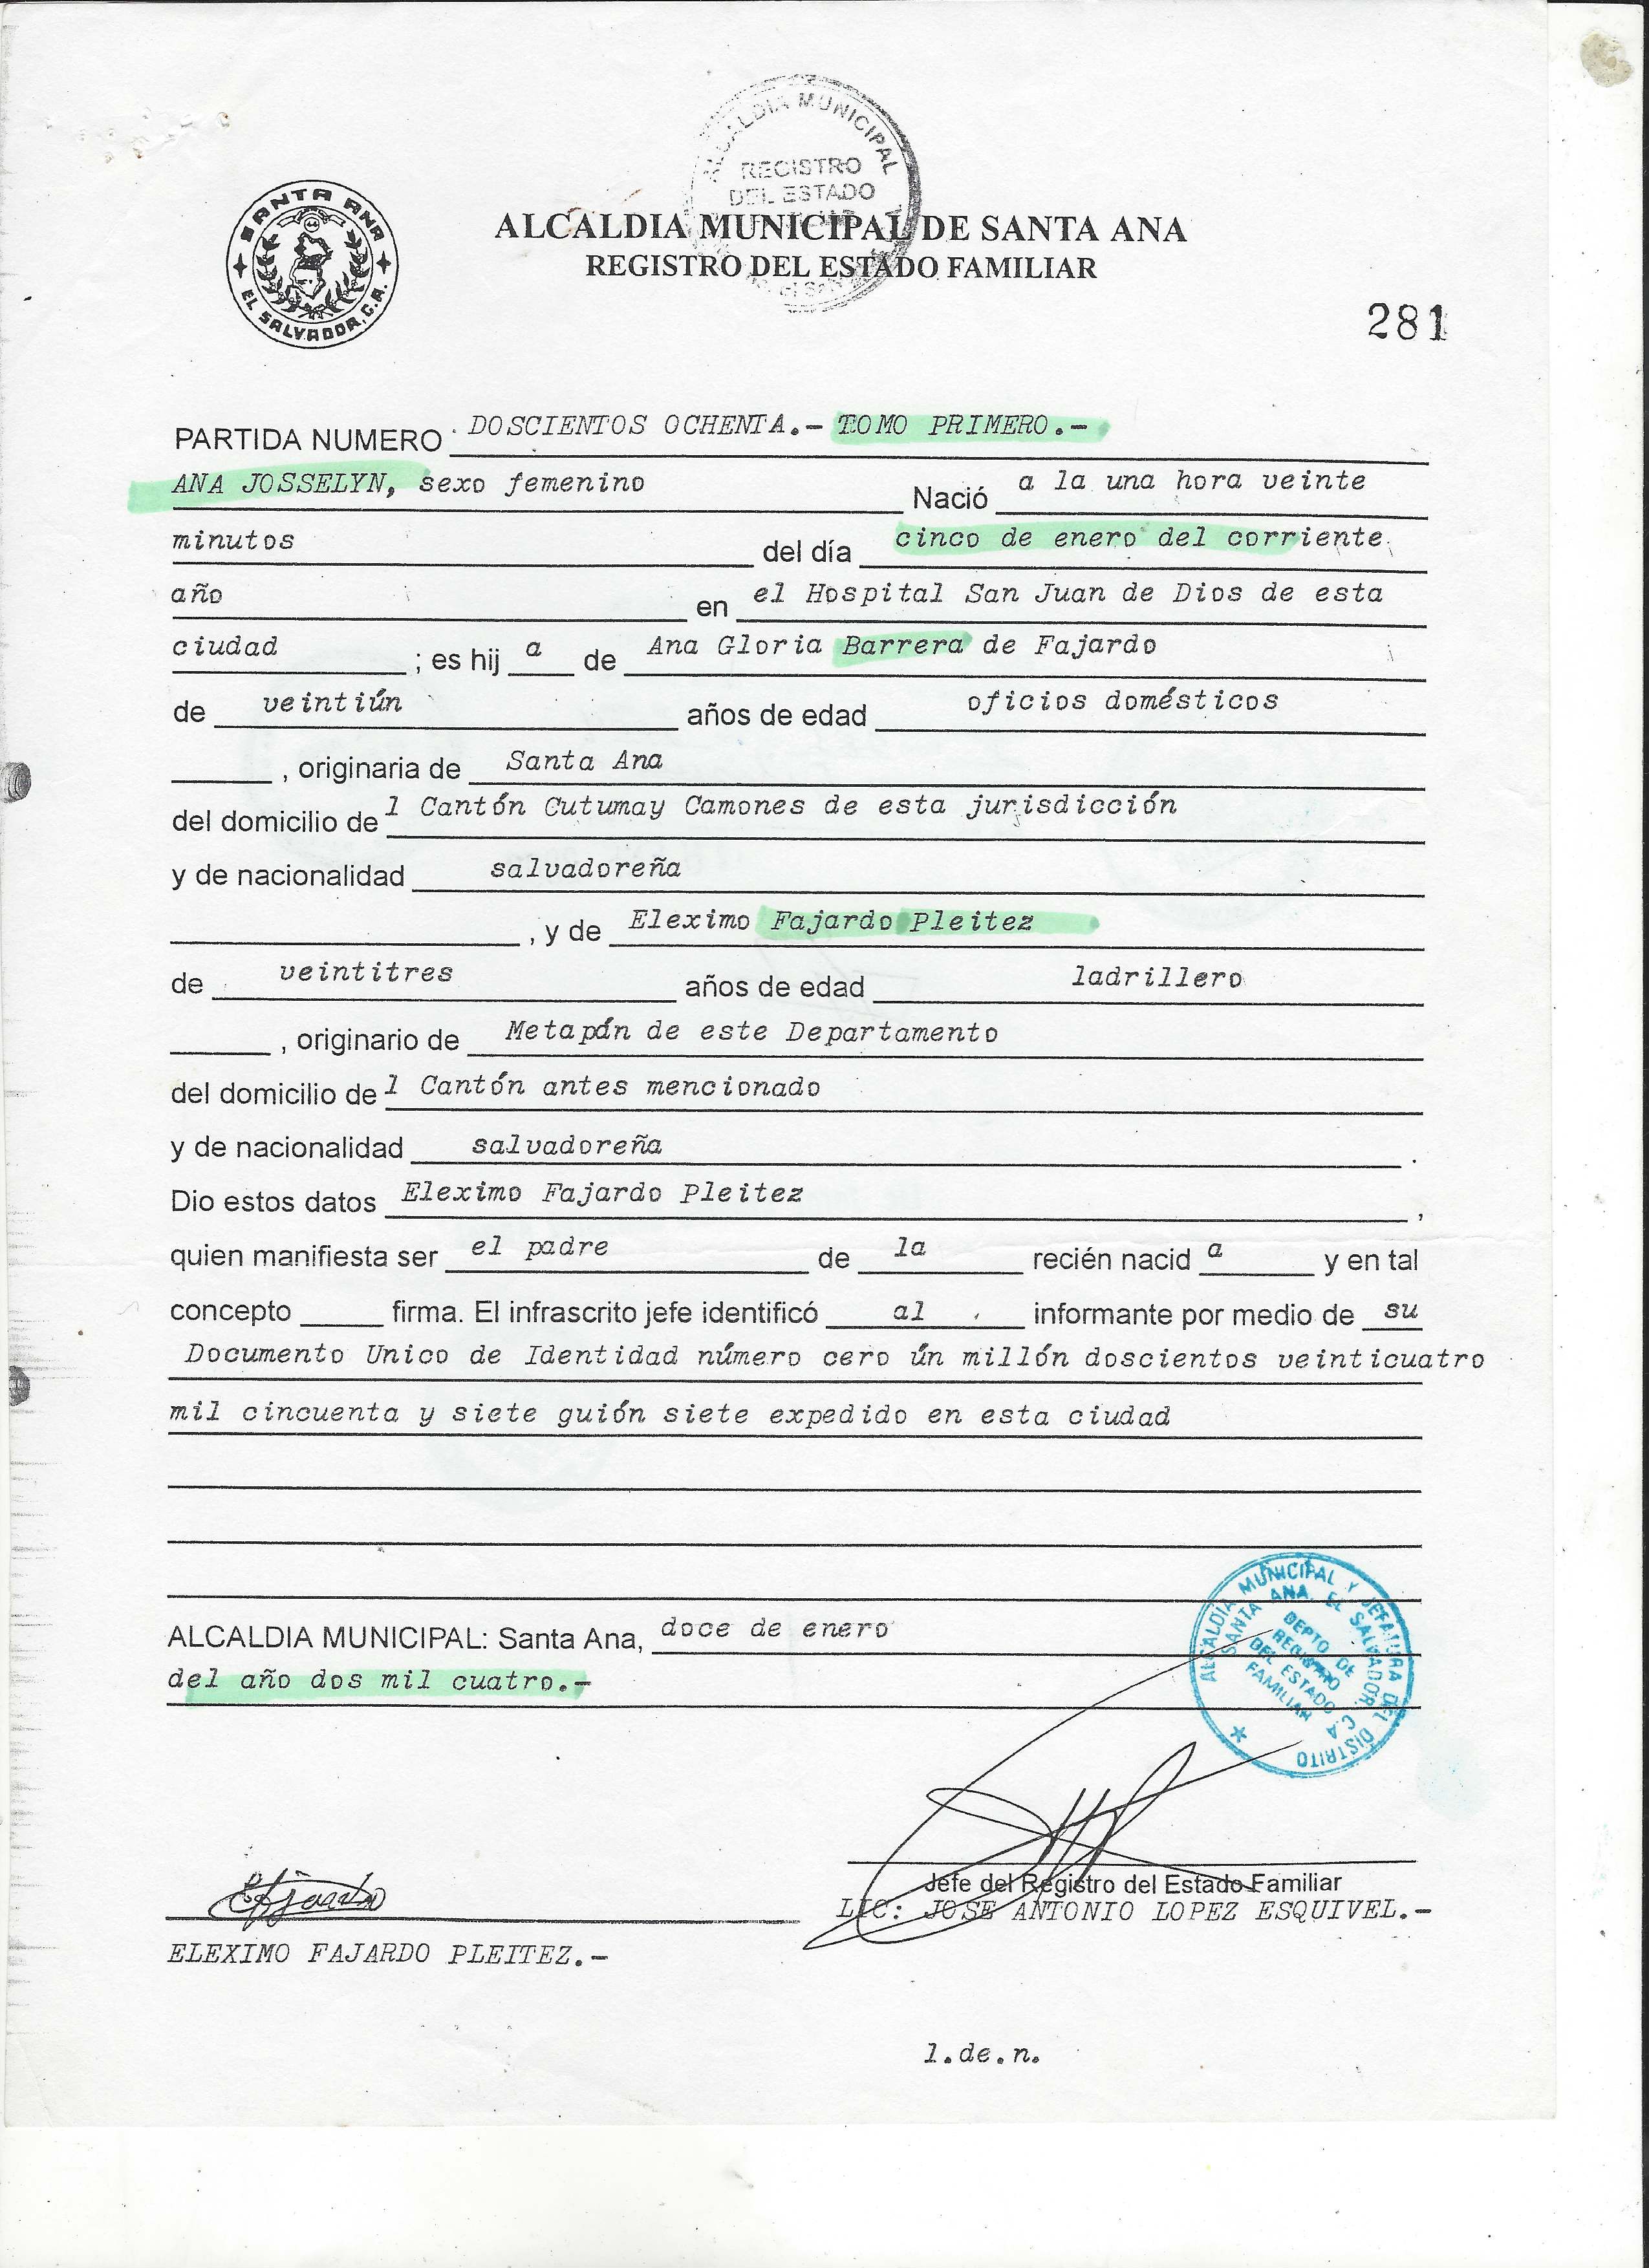 ALCALDIA MUNICIPAL
REGISTRO
DEL ESTADO
SANTA ANA
EL SALVADOR, C.A.
ALCALDIA MUNICIPAL DE SANTA ANA
REGISTRO DEL ESTADO FAMILIAR
281
PARTIDA NUMERO DOSCIENTOS OCHENTA.- TOMO PRIMERO.-
ANA JOSSELYN, sexo femenino Nació a la una hora veinte
minutos del día cinco de enero del corriente
año en el Hospital San Juan de Dios de esta
ciudad ; es hij a de Ana Gloria Barrera de Fajardo
de veintiún años de edad oficios domésticos
, originaria de Santa Ana
del domicilio de l Cantón Cutumay Camones de esta jurisdicción
y de nacionalidad salvadoreña
, y de Eleximo Fajardo Pleitez
de veintitres años de edad ladrillero
, originario de Metapán de este Departamento
del domicilio de l Cantón antes mencionado
y de nacionalidad salvadoreña .
Dio estos datos Eleximo Fajardo Pleitez ,
quien manifiesta ser el padre de la recién nacid a y en tal
concepto firma. El infrascrito jefe identificó al informante por medio de su
Documento Unico de Identidad número cero ún millón doscientos veinticuatro
mil cincuenta y siete guión siete expedido en esta ciudad
ALCALDIA MUNICIPAL: Santa Ana, doce de enero
del año dos mil cuatro.-
ALCALDIA MUNICIPAL Y JEFATURA DEL DISTRITO
SANTA ANA. EL SALVADOR, C.A
DEPTO DE
REGISTRO
DEL ESTADO
FAMILIAR
Jefe del Registro del Estado Familiar
LIC: JOSE ANTONIO LOPEZ ESQUIVEL.-
ELEXIMO FAJARDO PLEITEZ.-
l.de.n.